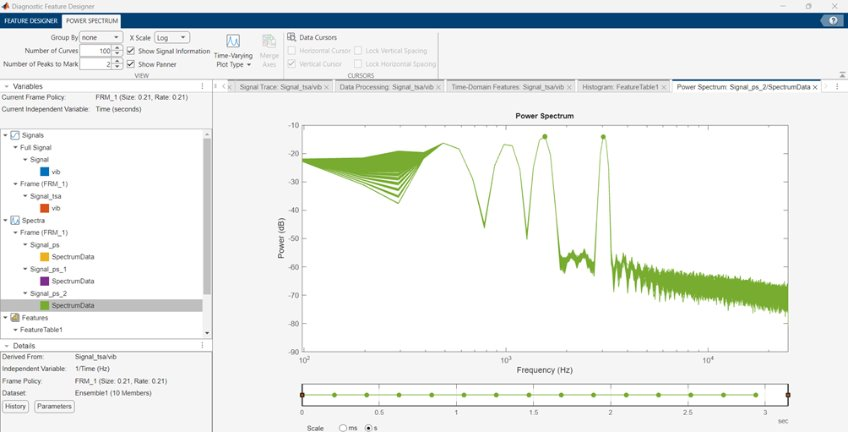 Diagnostic Feature Designer
FEATURE DESIGNER
POWER SPECTRUM
Group By none
X Scale Log
Number of Curves 100
Show Signal Information
Number of Peaks to Mark 2
Show Panner
VIEW
Time-Varying
Plot Type
Merge
Axes
Data Cursors
Horizontal Cursor
Lock Vertical Spacing
Vertical Cursor
Lock Horizontal Spacing
CURSORS
Variables
Current Frame Policy: FRM_1 (Size: 0.21, Rate: 0.21)
Current Independent Variable: Time (seconds)
Signals
Full Signal
Signal
vib
Frame (FRM_1)
Signal_tsa
vib
Spectra
Frame (FRM_1)
Signal_ps
SpectrumData
Signal_ps_1
SpectrumData
Signal_ps_2
SpectrumData
Features
FeatureTable1
Details
Derived From: Signal_tsa/vib
Independent Variable: 1/Time (Hz)
Frame Policy: FRM_1 (Size: 0.21, Rate: 0.21)
Dataset: Ensemble1 (10 Members)
History
Parameters
Signal Trace: Signal_tsa/vib
Data Processing: Signal_tsa/vib
Time-Domain Features: Signal_tsa/vib
Histogram: FeatureTable1
Power Spectrum: Signal_ps_2/SpectrumData
Power Spectrum
Power (dB)
-10
-20
-30
-40
-50
-60
-70
-80
-90
10² 10³ 10⁴
Frequency (Hz)
0 0.5 1 1.5 2 2.5 3
sec
Scale ms s